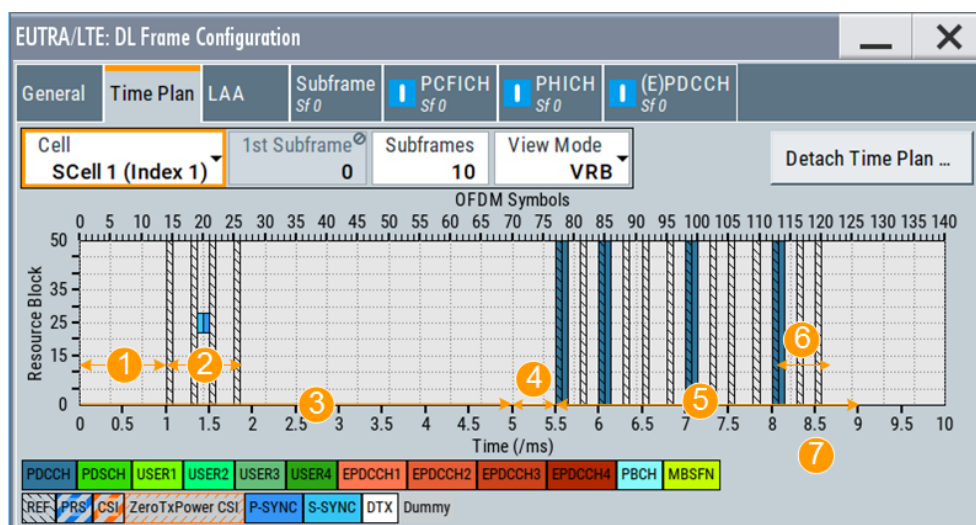 EUTRA/LTE: DL Frame Configuration
General Time Plan LAA Subframe Sf 0 PCFICH Sf 0 PHICH Sf 0 (E)PDCCH Sf 0
Cell 1st Subframe Subframes View Mode
SCell 1 (Index 1) 0 10 VRB
Detach Time Plan ...
OFDM Symbols
0 5 10 15 20 25 30 35 40 45 50 55 60 65 70 75 80 85 90 95 100 105 110 115 120 125 130 135 140
Resource Block
50
35
25
15
0
1 2 3 4 5 6 7
0 0.5 1 1.5 2 2.5 3 3.5 4 4.5 5 5.5 6 6.5 7 7.5 8 8.5 9 9.5 10
Time (/ms)
PDCCH PDSCH USER1 USER2 USER3 USER4 EPDCCH1 EPDCCH2 EPDCCH3 EPDCCH4 PBCH MBSFN
REF PRS CSI ZeroTxPower CSI P-SYNC S-SYNC DTX Dummy